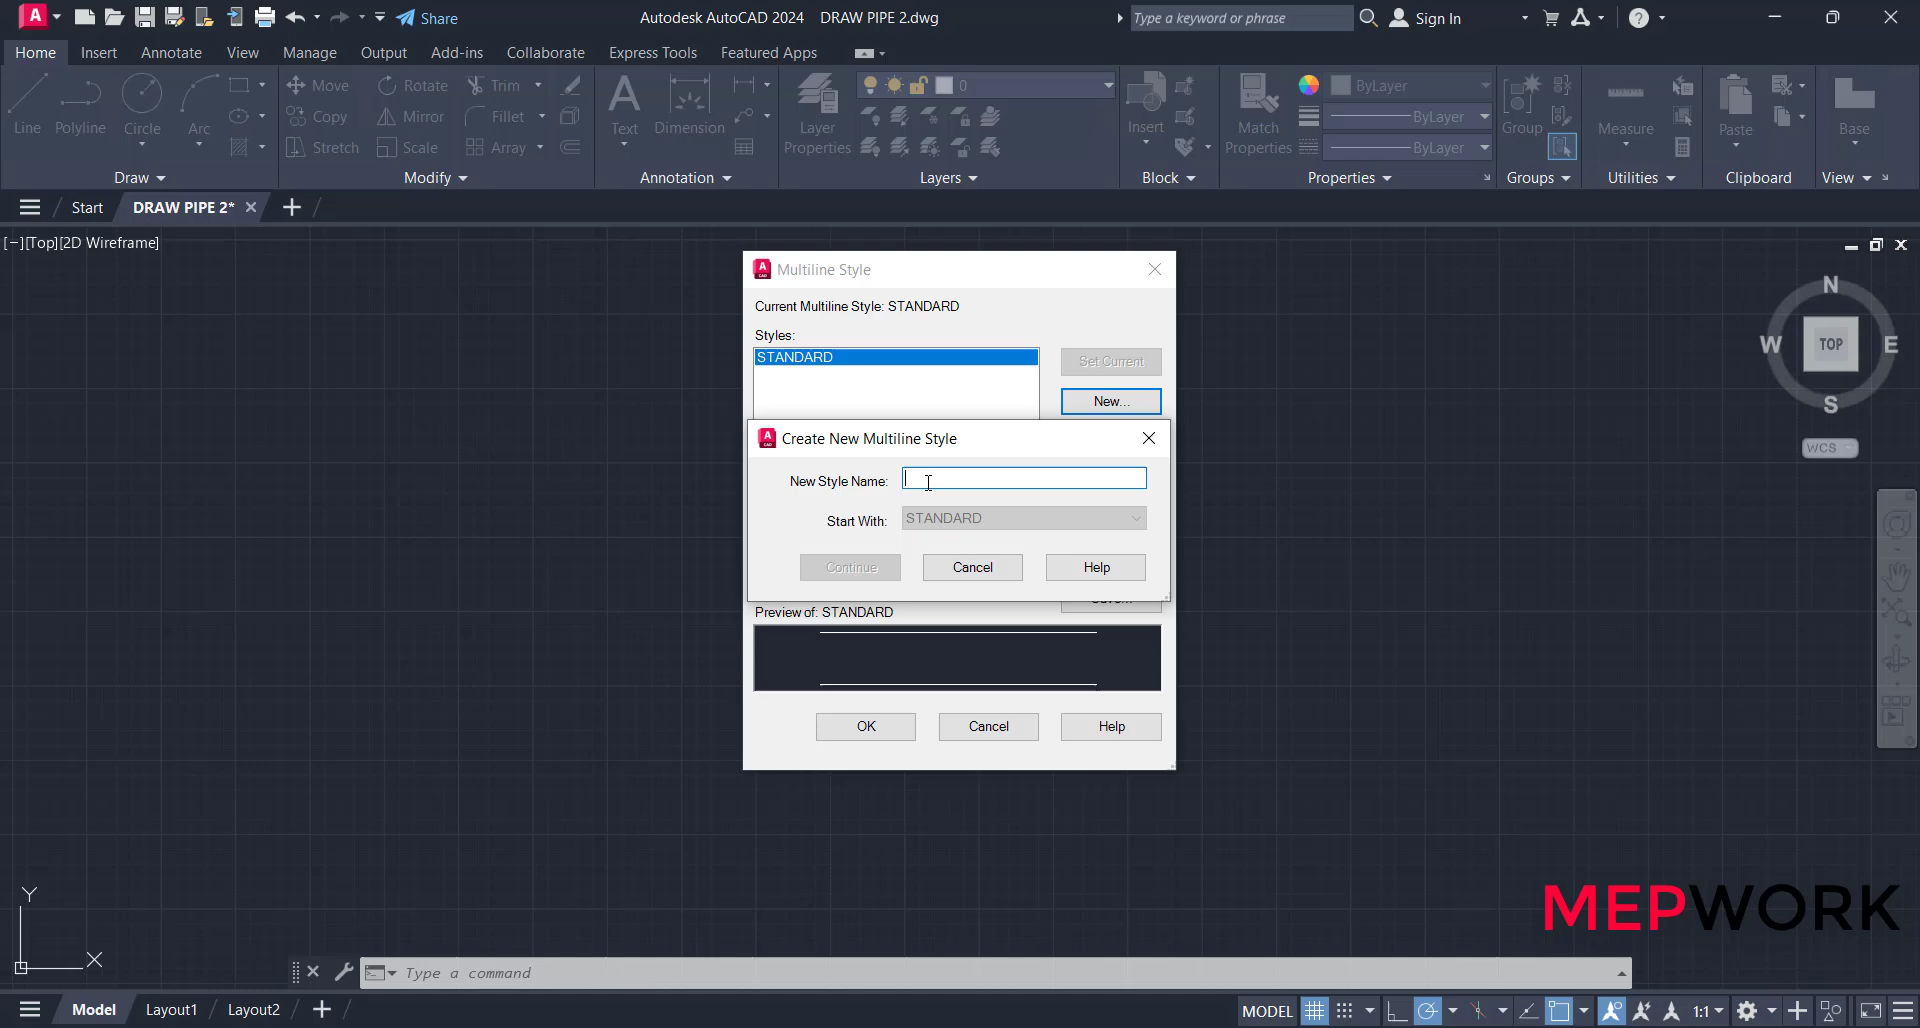 Share
Autodesk AutoCAD 2024 DRAW PIPE 2.dwg
Type a keyword or phrase
Sign In
Home Insert Annotate View Manage Output Add-ins Collaborate Express Tools Featured Apps
Line Polyline Circle Arc
Move Rotate Trim
Copy Mirror Fillet
Stretch Scale Array
Text Dimension
Layer Properties
0
Insert
Match Properties
ByLayer
ByLayer
ByLayer
Group
Measure
Paste
Base
Draw Modify Annotation Layers Block Properties Groups Utilities Clipboard View
Start DRAW PIPE 2*
[−][Top][2D Wireframe]
N
W TOP E
S
WCS
Multiline Style
Current Multiline Style: STANDARD
Styles:
STANDARD
Set Current
New...
Create New Multiline Style
New Style Name:
Start With: STANDARD
Continue Cancel Help
Preview of: STANDARD
OK Cancel Help
MEPWORK
Y
X
Type a command
Model Layout1 Layout2
MODEL 1:1